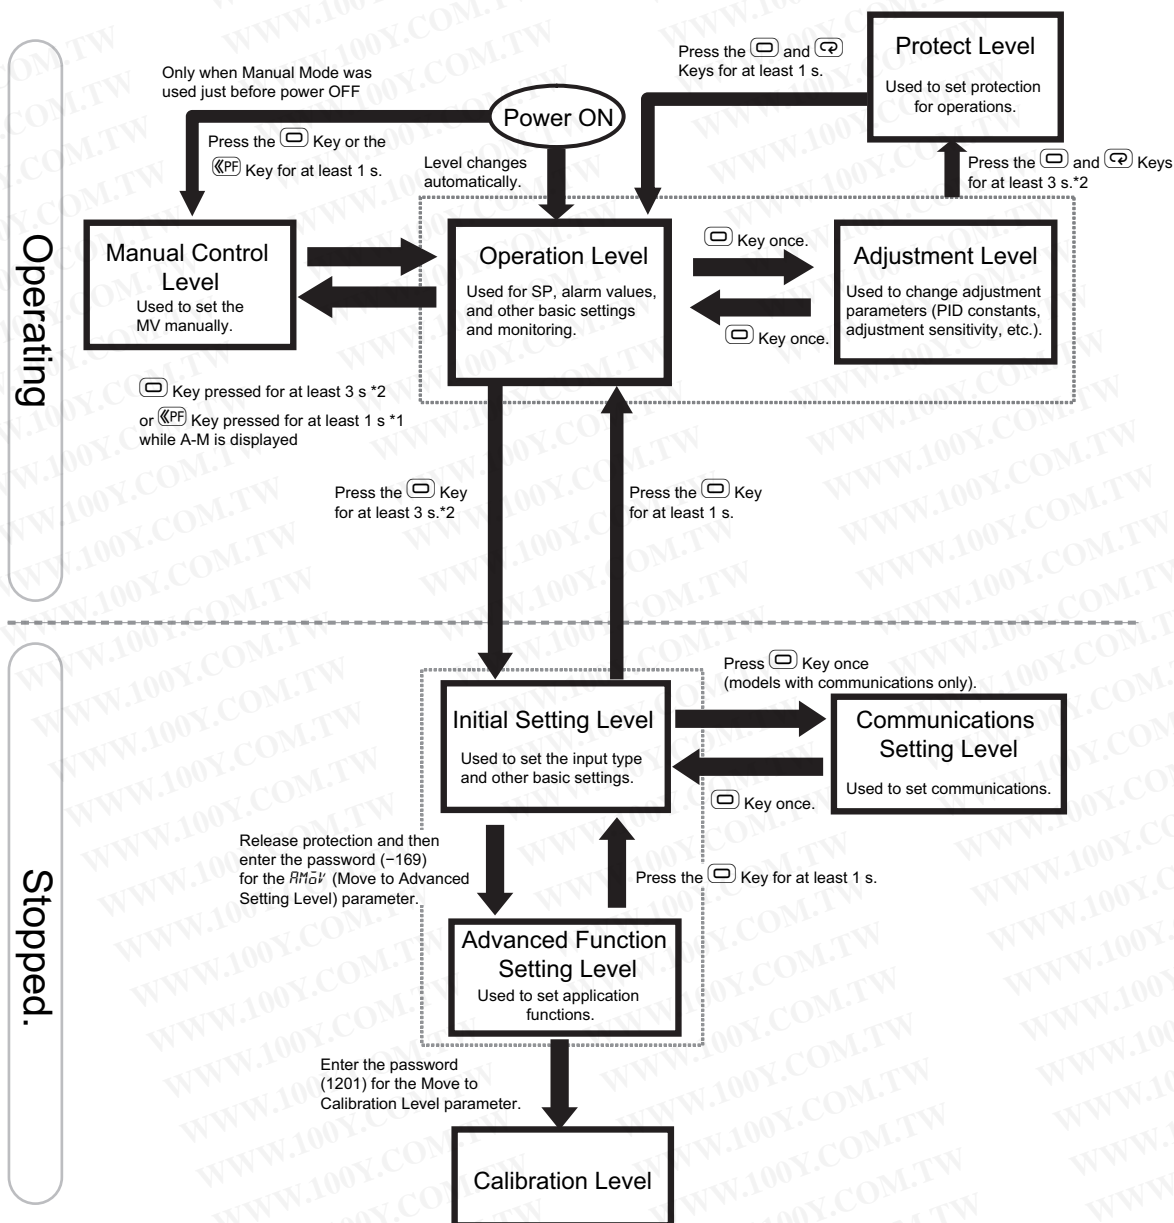 Only when Manual Mode was
used just before power OFF
Power ON
Press the Key or the
«PF Key for at least 1 s.
Level changes
automatically.
Press the and
Keys for at least 1 s.
Protect Level
Used to set protection
for operations.
Press the and Keys
for at least 3 s.*2
Operating
Manual Control
Level
Used to set the
MV manually.
Operation Level
Used for SP, alarm values,
and other basic settings
and monitoring.
Key once.
Key once.
Adjustment Level
Used to change adjustment
parameters (PID constants,
adjustment sensitivity, etc.).
Key pressed for at least 3 s *2
or «PF Key pressed for at least 1 s *1
while A-M is displayed
Press the Key
for at least 3 s.*2
Press the Key
for at least 1 s.
Stopped.
Initial Setting Level
Used to set the input type
and other basic settings.
Press Key once
(models with communications only).
Key once.
Communications
Setting Level
Used to set communications.
Release protection and then
enter the password (−169)
for the AMoV (Move to Advanced
Setting Level) parameter.
Press the Key for at least 1 s.
Advanced Function
Setting Level
Used to set application
functions.
Enter the password
(1201) for the Move to
Calibration Level parameter.
Calibration Level
WWW.100Y.COM.TW